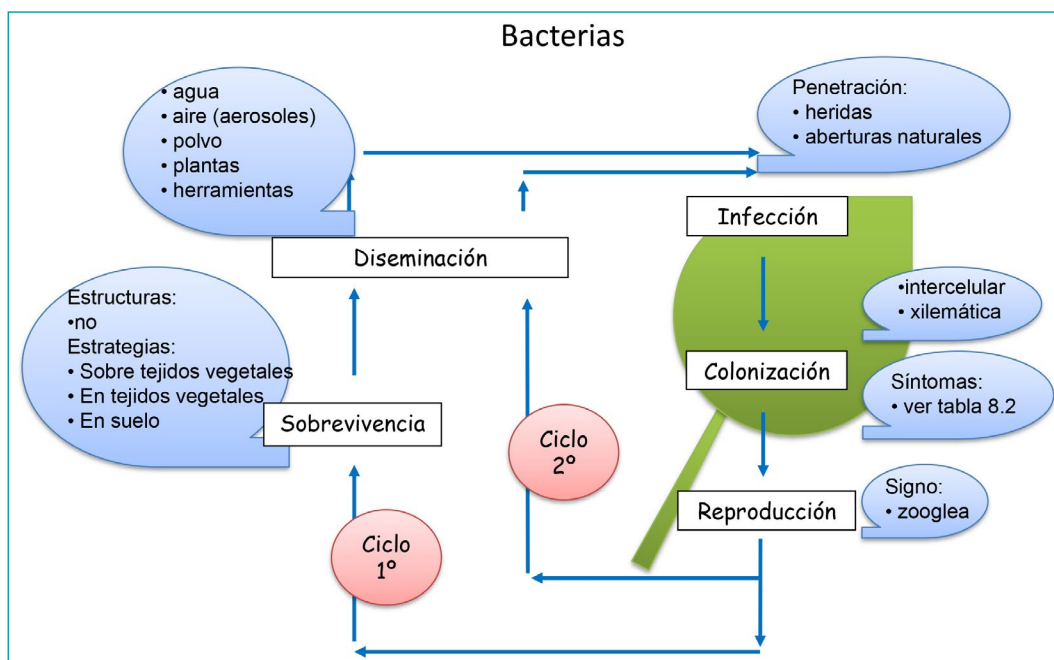 Bacterias
• agua
• aire (aerosoles)
• polvo
• plantas
• herramientas
Penetración:
• heridas
• aberturas naturales
Infección
Diseminación
Estructuras:
•no
Estrategias:
• Sobre tejidos vegetales
• En tejidos vegetales
• En suelo
•intercelular
• xilemática
Colonización
Síntomas:
• ver tabla 8.2
Sobrevivencia
Ciclo
2º
Signo:
• zooglea
Reproducción
Ciclo
1º